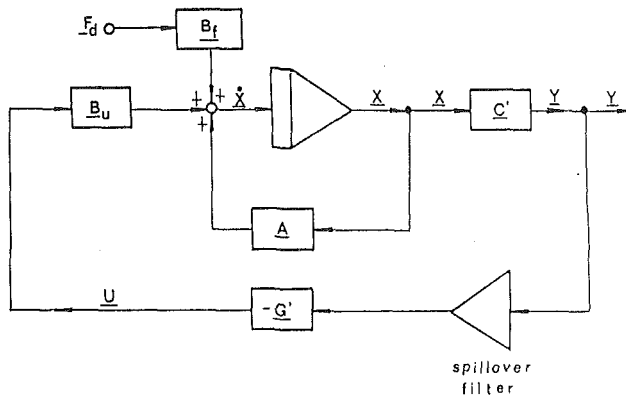 F_d
B_f
+ +
B_u
Ẋ
X
X
C'
Y
Y
+
A
U
-G'
spillover
filter